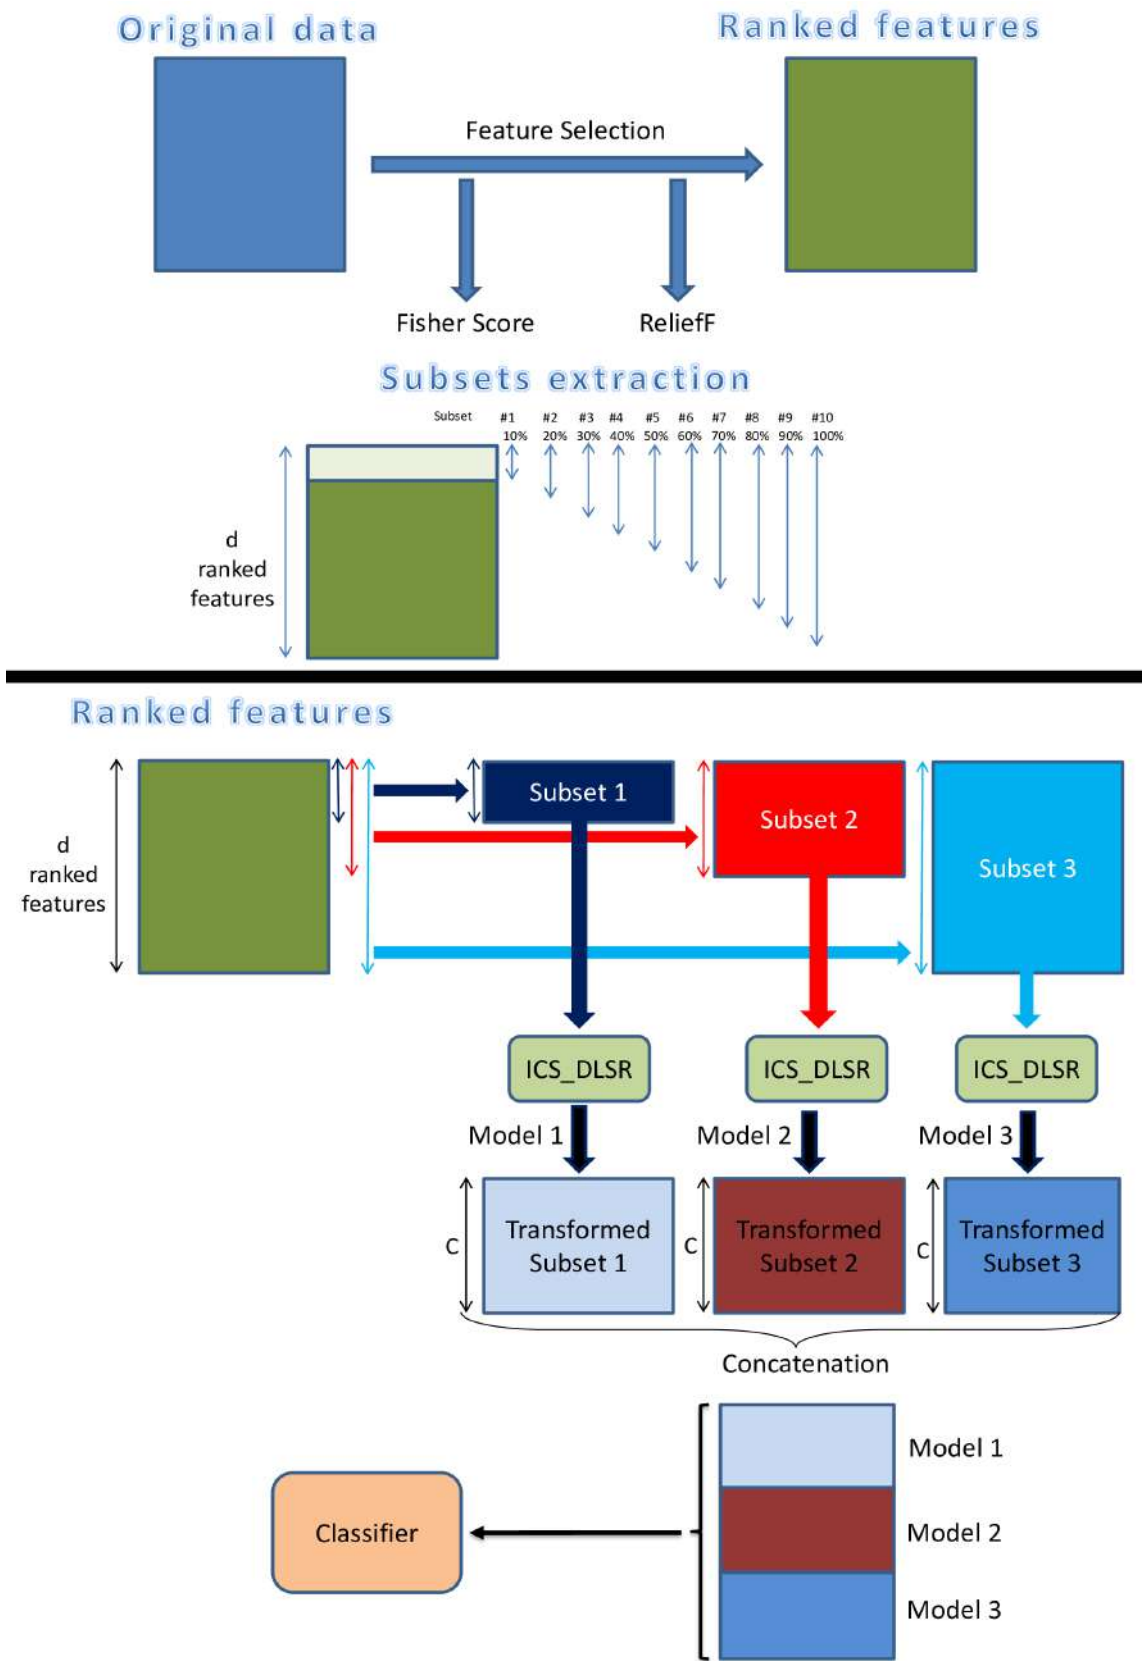 Original data
Ranked features
Feature Selection
Fisher Score
ReliefF
Subsets extraction
Subset #1 #2 #3 #4 #5 #6 #7 #8 #9 #10
10% 20% 30% 40% 50% 60% 70% 80% 90% 100%
d
ranked
features
Ranked features
d
ranked
features
Subset 1
Subset 2
Subset 3
ICS_DLSR
ICS_DLSR
ICS_DLSR
Model 1
Model 2
Model 3
C
Transformed
Subset 1
C
Transformed
Subset 2
C
Transformed
Subset 3
Concatenation
Model 1
Classifier
Model 2
Model 3